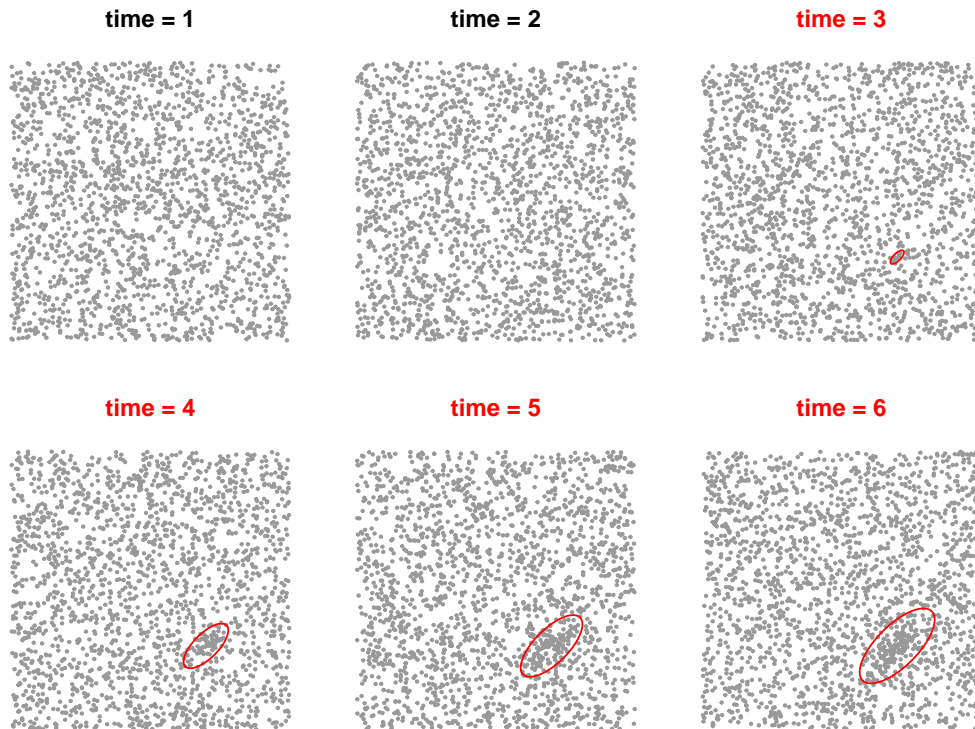 time = 1
time = 2
time = 3
time = 4
time = 5
time = 6